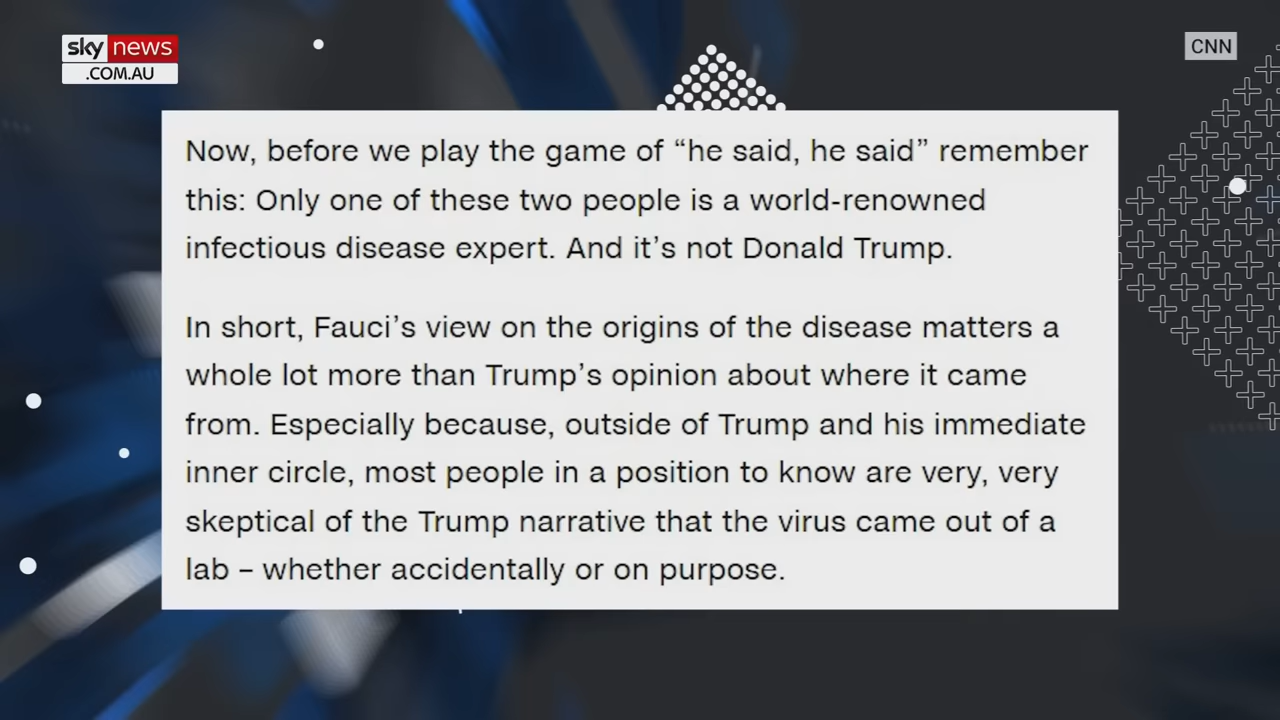 sky news
.COM.AU
CNN
Now, before we play the game of “he said, he said” remember
this: Only one of these two people is a world-renowned
infectious disease expert. And it’s not Donald Trump.
In short, Fauci’s view on the origins of the disease matters a
whole lot more than Trump’s opinion about where it came
from. Especially because, outside of Trump and his immediate
inner circle, most people in a position to know are very, very
skeptical of the Trump narrative that the virus came out of a
lab – whether accidentally or on purpose.